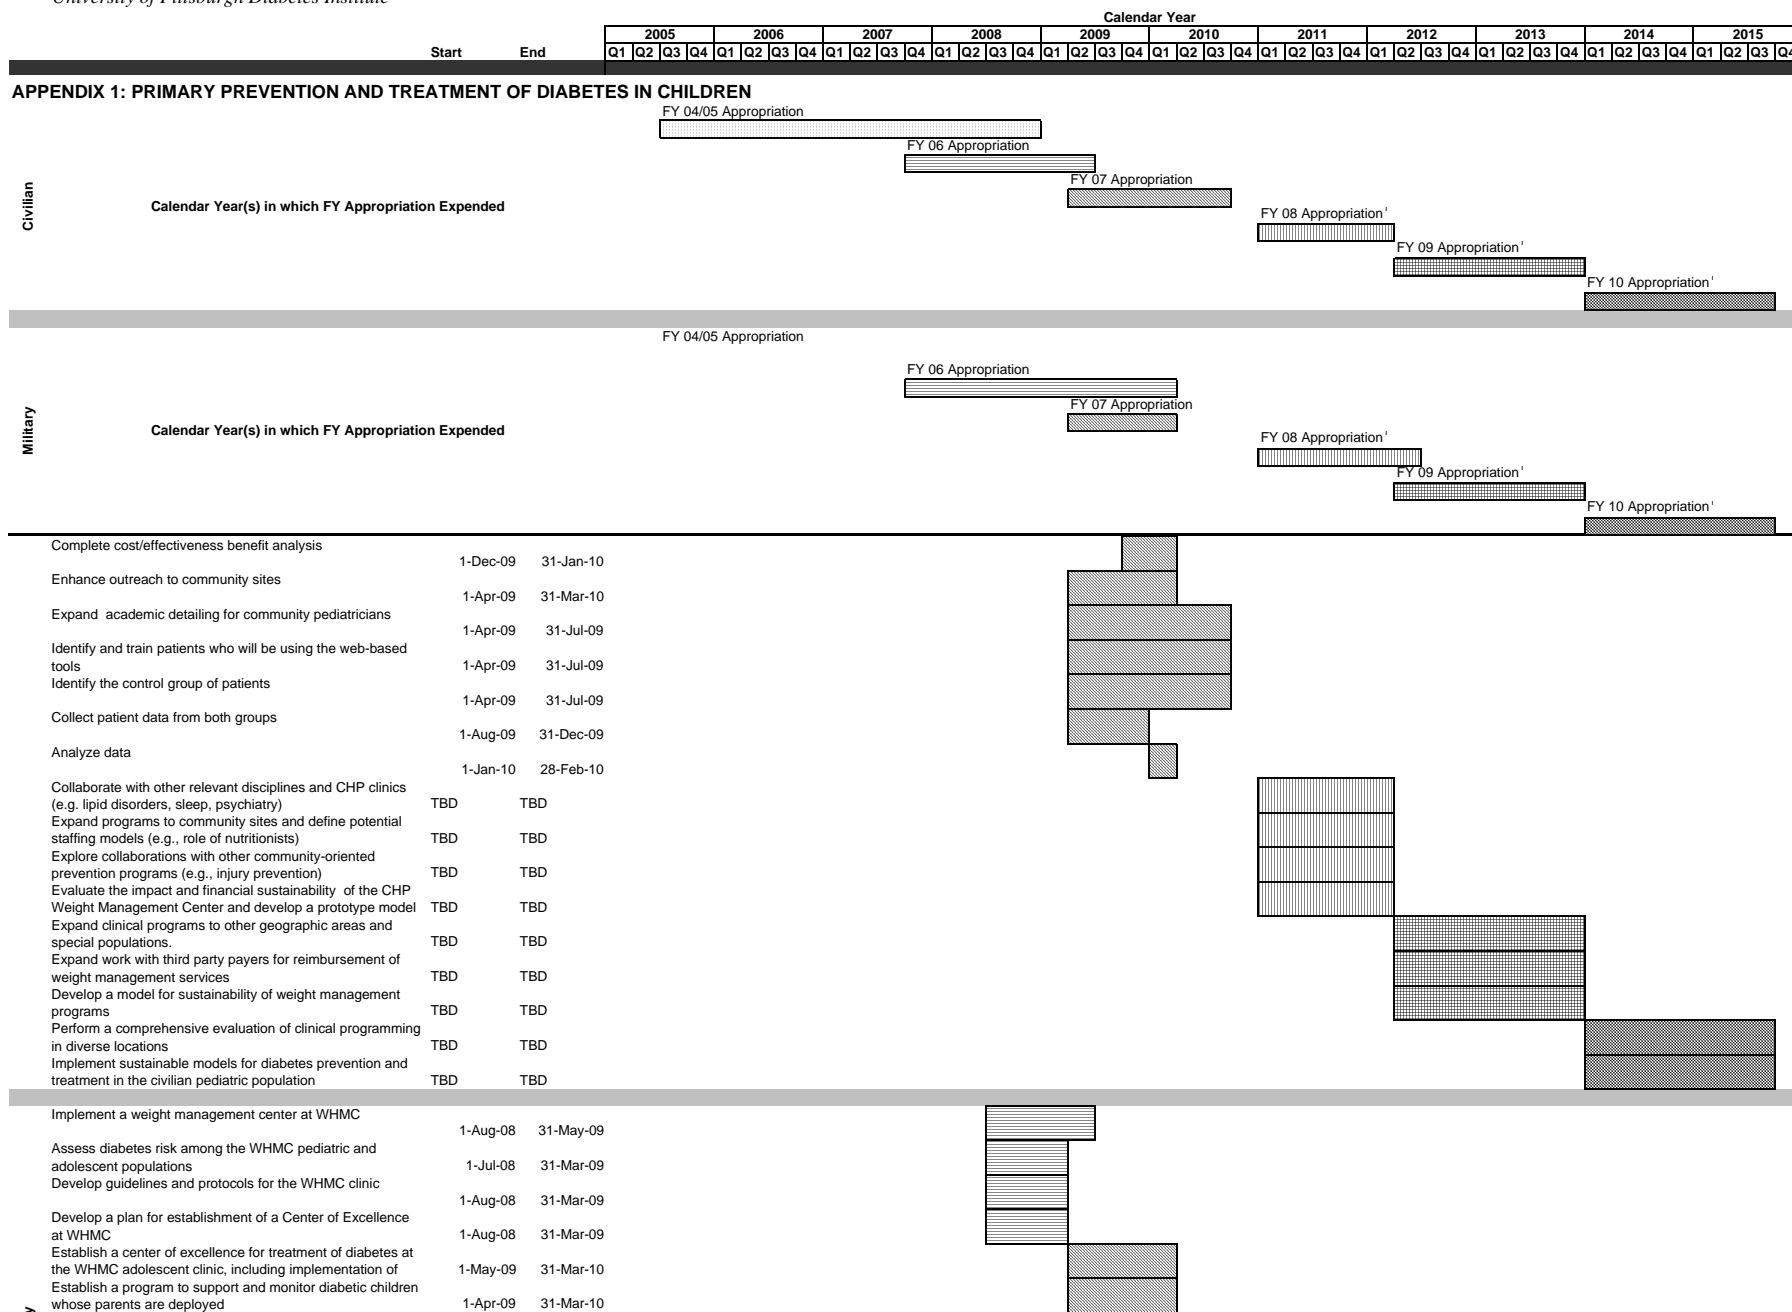 University of Pittsburgh Diabetes Institute
Calendar Year
2005 2006 2007 2008 2009 2010 2011 2012 2013 2014 2015
Start End Q1 Q2 Q3 Q4 Q1 Q2 Q3 Q4 Q1 Q2 Q3 Q4 Q1 Q2 Q3 Q4 Q1 Q2 Q3 Q4 Q1 Q2 Q3 Q4 Q1 Q2 Q3 Q4 Q1 Q2 Q3 Q4 Q1 Q2 Q3 Q4 Q1 Q2 Q3 Q4 Q1 Q2 Q3 Q4
APPENDIX 1: PRIMARY PREVENTION AND TREATMENT OF DIABETES IN CHILDREN
FY 04/05 Appropriation
FY 06 Appropriation
FY 07 Appropriation
Civilian
Calendar Year(s) in which FY Appropriation Expended
FY 08 Appropriation
FY 09 Appropriation
FY 10 Appropriation
FY 04/05 Appropriation
FY 06 Appropriation
FY 07 Appropriation
Military
Calendar Year(s) in which FY Appropriation Expended
FY 08 Appropriation
FY 09 Appropriation
FY 10 Appropriation
Complete cost/effectiveness benefit analysis
1-Dec-09 31-Jan-10
Enhance outreach to community sites
1-Apr-09 31-Mar-10
Expand academic detailing for community pediatricians
1-Apr-09 31-Jul-09
Identify and train patients who will be using the web-based
tools 1-Apr-09 31-Jul-09
Identify the control group of patients
1-Apr-09 31-Jul-09
Collect patient data from both groups
1-Aug-09 31-Dec-09
Analyze data
1-Jan-10 28-Feb-10
Collaborate with other relevant disciplines and CHP clinics
(e.g. lipid disorders, sleep, psychiatry) TBD TBD
Expand programs to community sites and define potential
staffing models (e.g., role of nutritionists) TBD TBD
Explore collaborations with other community-oriented
prevention programs (e.g., injury prevention) TBD TBD
Evaluate the impact and financial sustainability of the CHP
Weight Management Center and develop a prototype model TBD TBD
Expand clinical programs to other geographic areas and
special populations. TBD TBD
Expand work with third party payers for reimbursement of
weight management services TBD TBD
Develop a model for sustainability of weight management
programs TBD TBD
Perform a comprehensive evaluation of clinical programming
in diverse locations TBD TBD
Implement sustainable models for diabetes prevention and
treatment in the civilian pediatric population TBD TBD
Implement a weight management center at WHMC
1-Aug-08 31-May-09
Assess diabetes risk among the WHMC pediatric and
adolescent populations 1-Jul-08 31-Mar-09
Develop guidelines and protocols for the WHMC clinic
1-Aug-08 31-Mar-09
Develop a plan for establishment of a Center of Excellence
at WHMC 1-Aug-08 31-Mar-09
Establish a center of excellence for treatment of diabetes at
the WHMC adolescent clinic, including implementation of 1-May-09 31-Mar-10
Establish a program to support and monitor diabetic children
whose parents are deployed 1-Apr-09 31-Mar-10